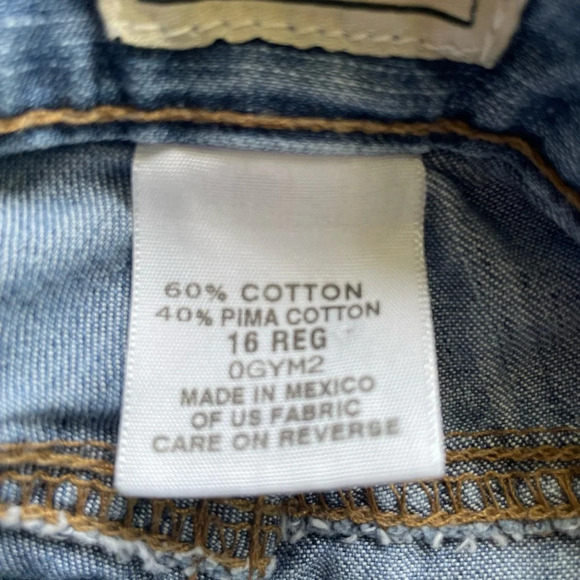 60% COTTON
40% PIMA COTTON
16 REG
0GYM2
MADE IN MEXICO
OF US FABRIC
CARE ON REVERSE